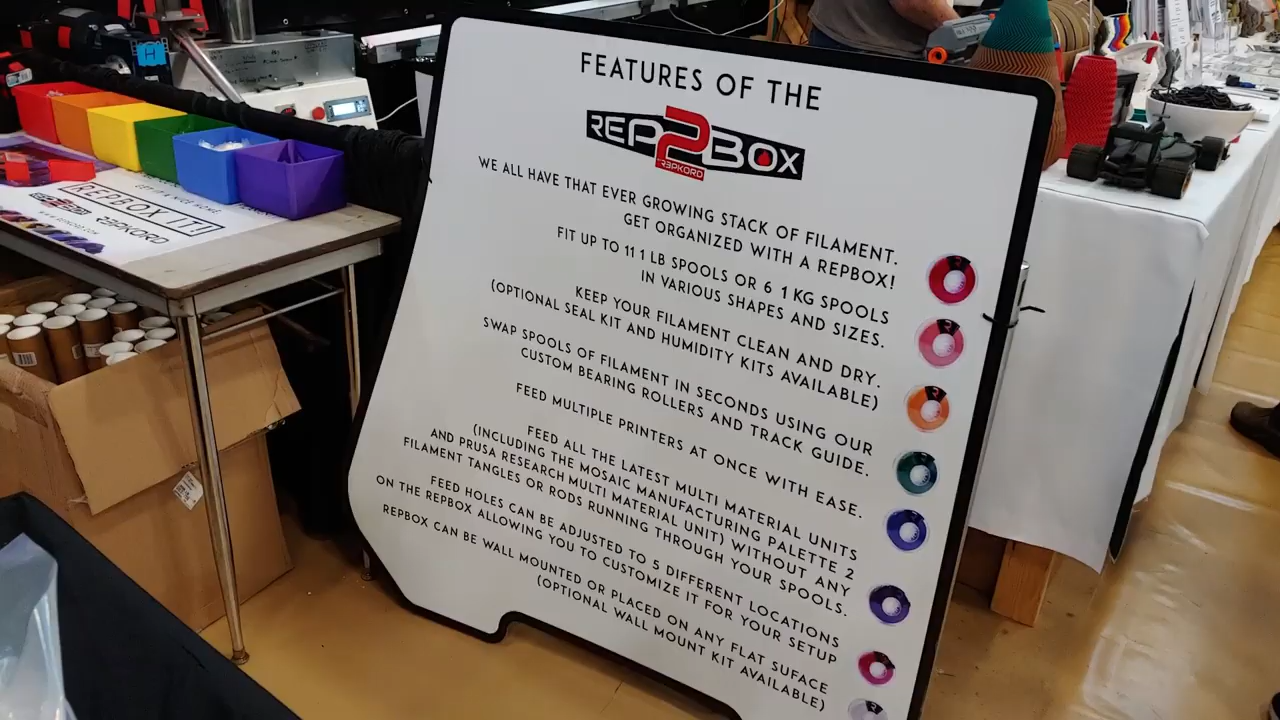 FEATURES OF THE
REP2BOX
REPKORD
WE ALL HAVE THAT EVER GROWING STACK OF FILAMENT.
GET ORGANIZED WITH A REPBOX!
FIT UP TO 11 1 LB SPOOLS OR 6 1 KG SPOOLS
IN VARIOUS SHAPES AND SIZES.
KEEP YOUR FILAMENT CLEAN AND DRY.
(OPTIONAL SEAL KIT AND HUMIDITY KITS AVAILABLE)
SWAP SPOOLS OF FILAMENT IN SECONDS USING OUR
CUSTOM BEARING ROLLERS AND TRACK GUIDE.
FEED MULTIPLE PRINTERS AT ONCE WITH EASE.
FEED ALL THE LATEST MULTI MATERIAL UNITS
(INCLUDING THE MOSAIC MANUFACTURING PALETTE 2
AND PRUSA RESEARCH MULTI MATERIAL UNIT) WITHOUT ANY
FILAMENT TANGLES OR RODS RUNNING THROUGH YOUR SPOOLS.
FEED HOLES CAN BE ADJUSTED TO 5 DIFFERENT LOCATIONS
ON THE REPBOX ALLOWING YOU TO CUSTOMIZE IT FOR YOUR SETUP
REPBOX CAN BE WALL MOUNTED OR PLACED ON ANY FLAT SUFACE
(OPTIONAL WALL MOUNT KIT AVAILABLE)
REPBOX IT!
REPKORD
H